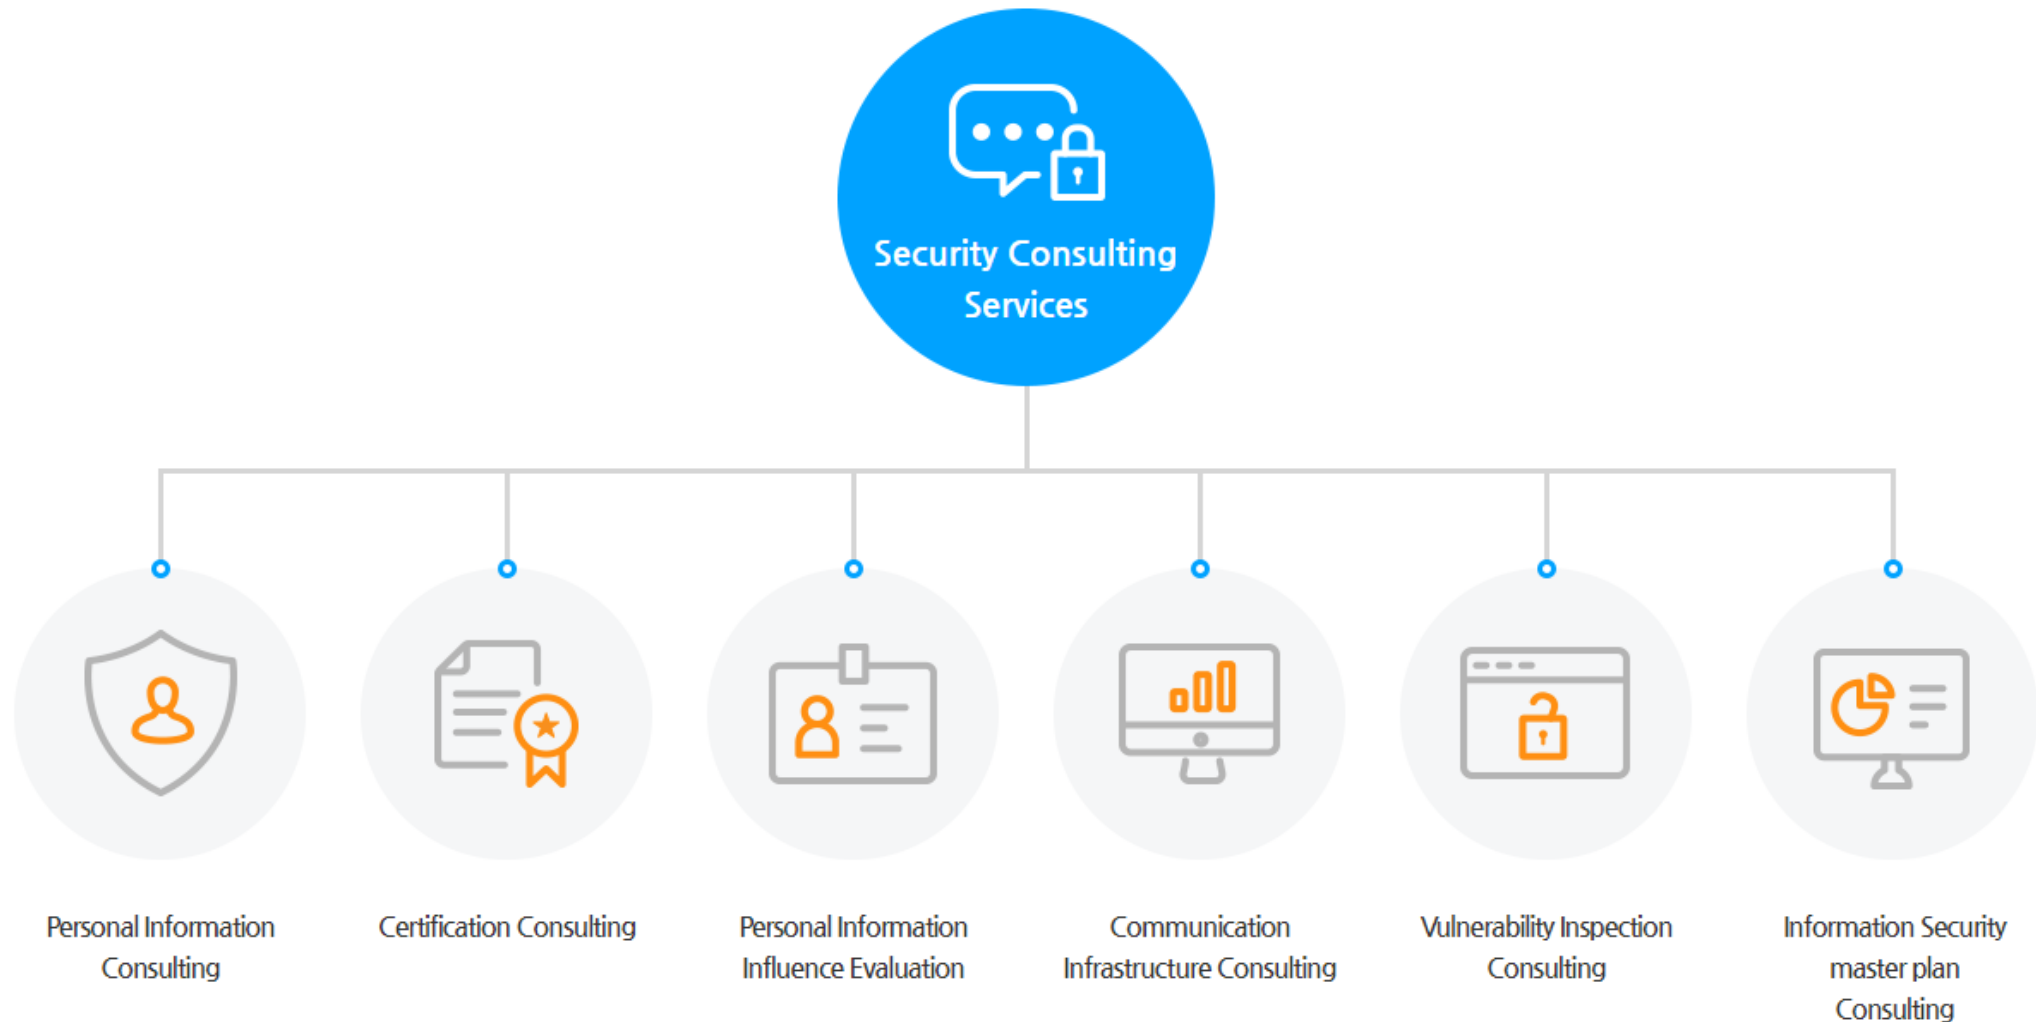 Security Consulting
Services
Personal Information
Consulting
Certification Consulting
Personal Information
Influence Evaluation
Communication
Infrastructure Consulting
Vulnerability Inspection
Consulting
Information Security
master plan
Consulting